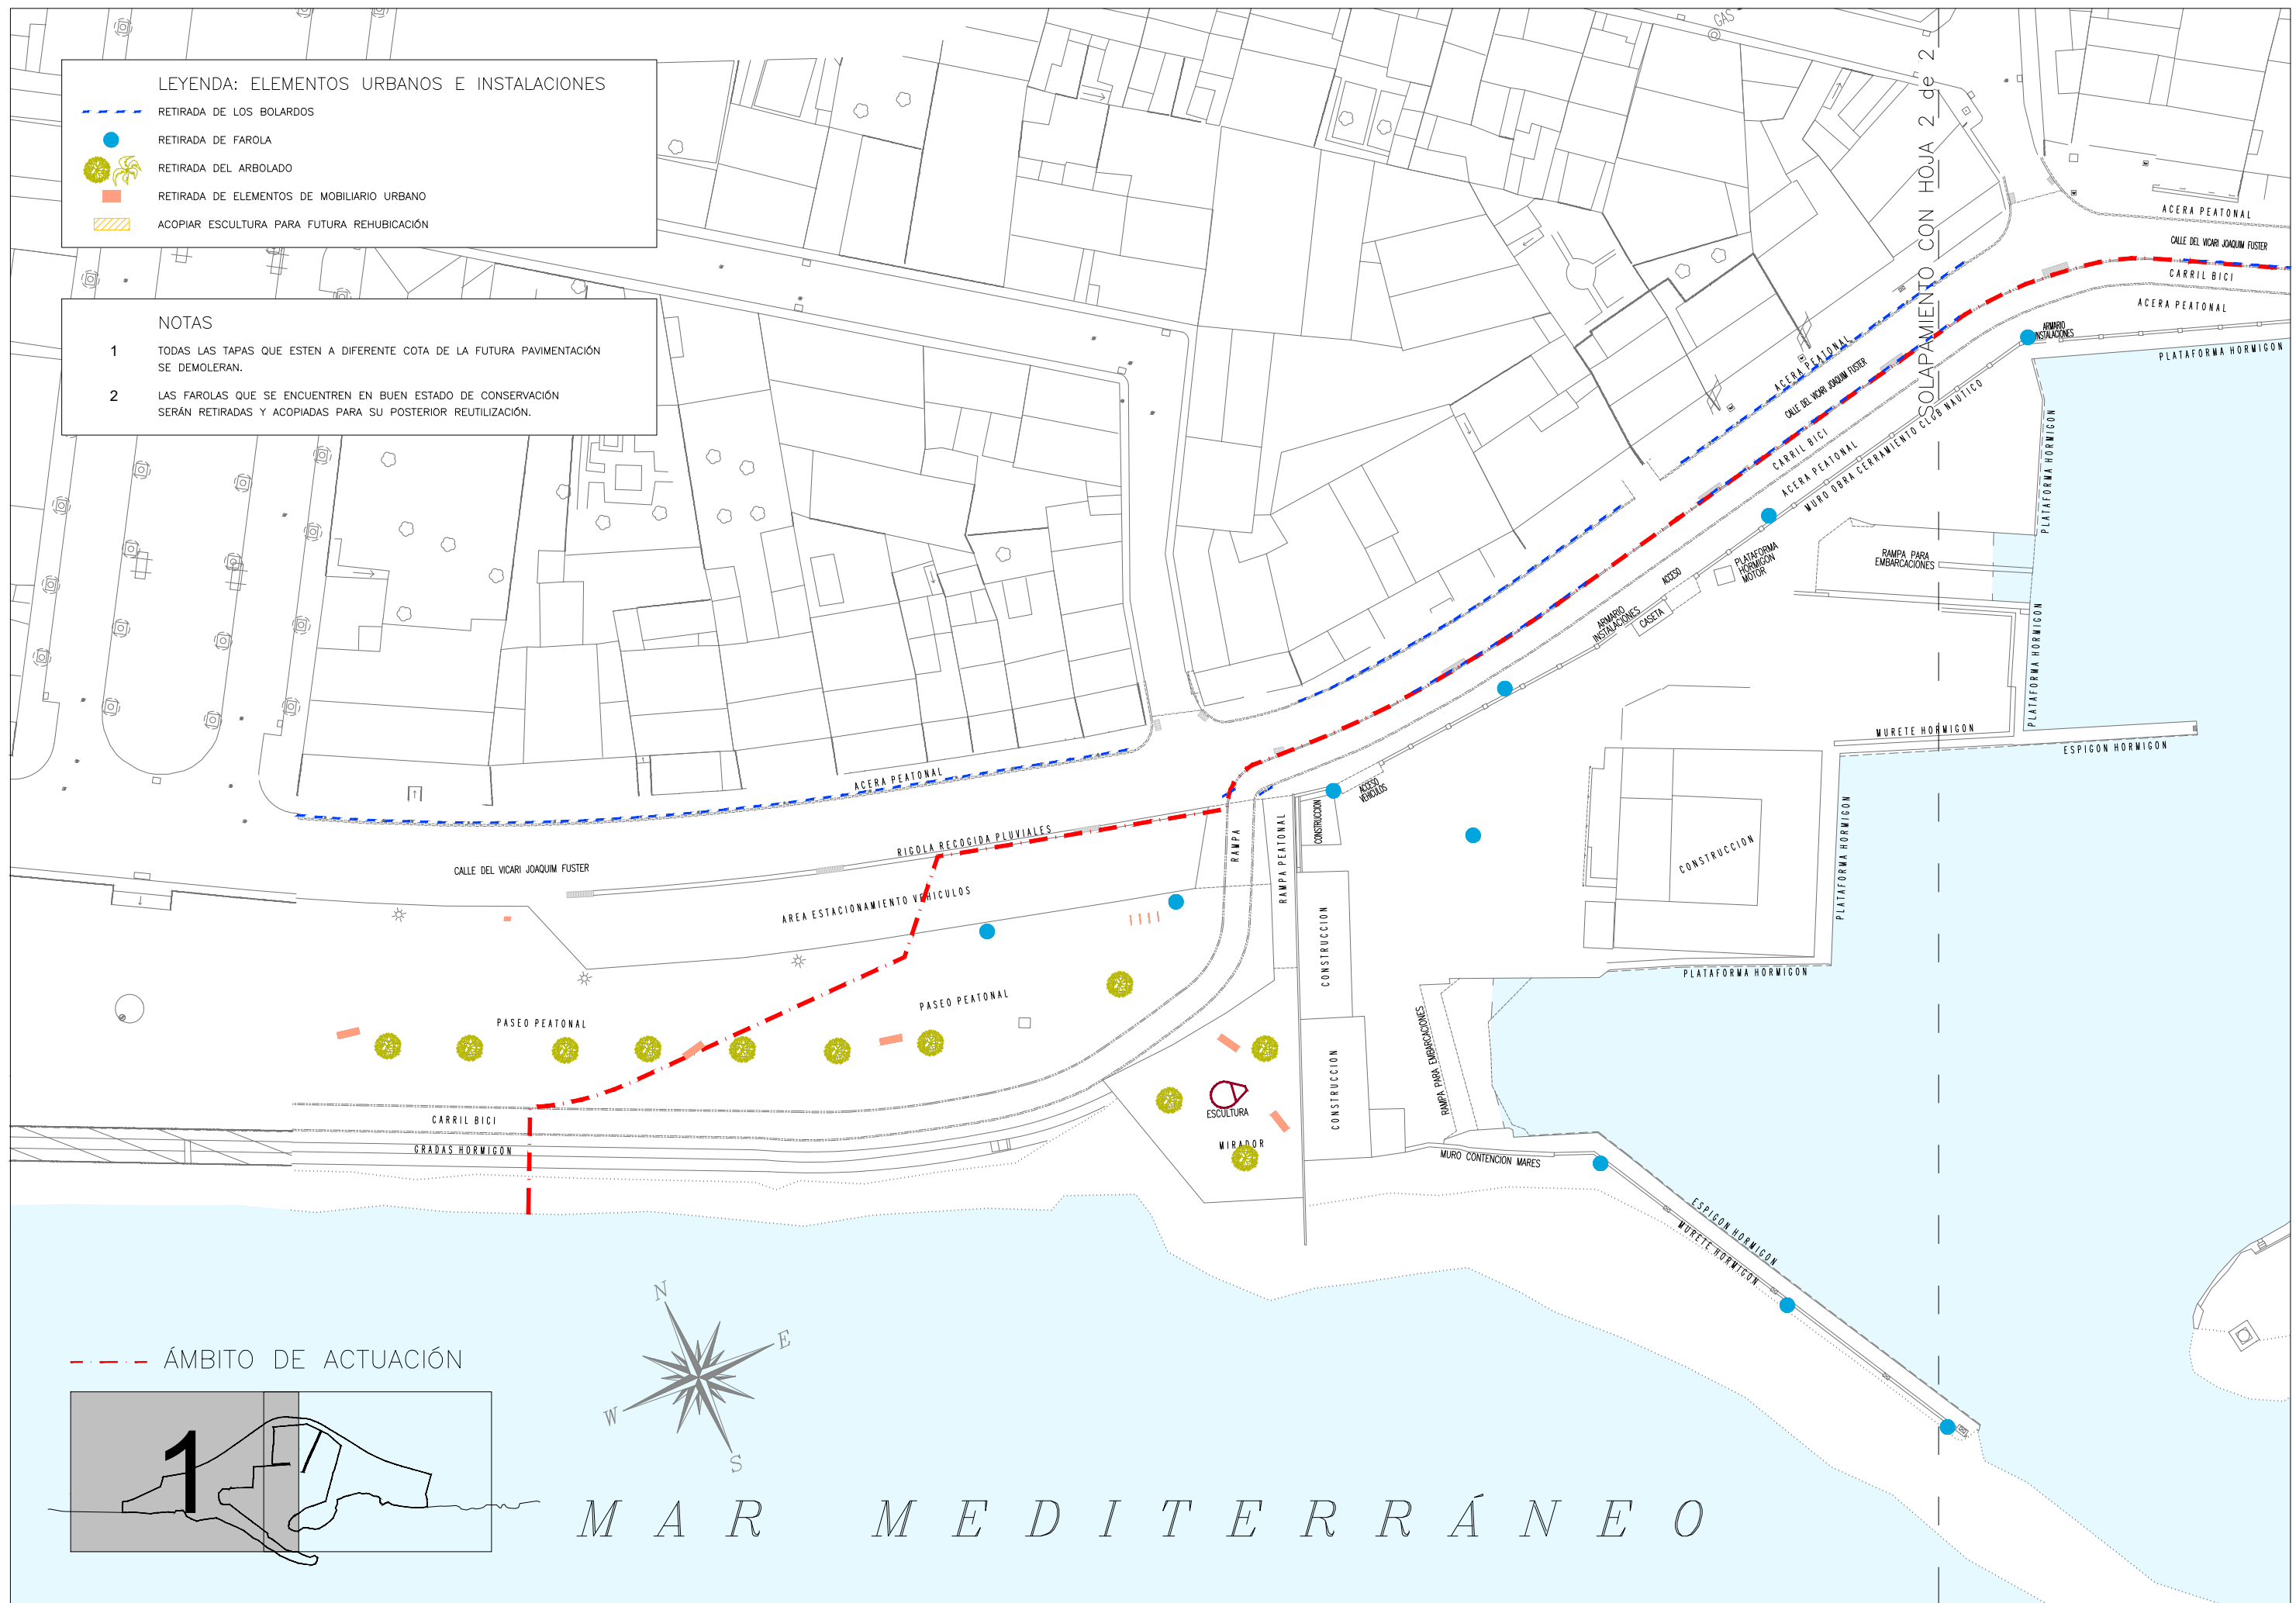 GAS
LEYENDA: ELEMENTOS URBANOS E INSTALACIONES
RETIRADA DE LOS BOLARDOS
RETIRADA DE FAROLA
RETIRADA DEL ARBOLADO
RETIRADA DE ELEMENTOS DE MOBILIARIO URBANO
ACOPIAR ESCULTURA PARA FUTURA REHUBICACIÓN
NOTAS
1 TODAS LAS TAPAS QUE ESTEN A DIFERENTE COTA DE LA FUTURA PAVIMENTACIÓN
SE DEMOLERAN.
2 LAS FAROLAS QUE SE ENCUENTREN EN BUEN ESTADO DE CONSERVACIÓN
SERÁN RETIRADAS Y ACOPIADAS PARA SU POSTERIOR REUTILIZACIÓN.
SOLAPAMIENTO CON HOJA 2 de 2
ACERA PEATONAL
CALLE DEL VICARI JOAQUIM FUSTER
CARRIL BICI
ACERA PEATONAL
ARMARIO
INSTALACIONES
PLATAFORMA HORMIGON
ACERA PEATONAL
CALLE DEL VICARI JOAQUIM FUSTER
CARRIL BICI
ACERA PEATONAL
MURO OBRA CERRAMIENTO CLUB NAUTICO
PLATAFORMA HORMIGON
RAMPA PARA
EMBARCACIONES
PLATAFORMA
HORMIGON
MOTOR
ACCESO
ARMARIO
INSTALACIONES
CASETA
PLATAFORMA HORMIGON
PLATAFORMA HORMIGON
MURETE HORMIGON
ESPIGON HORMIGON
ACERA PEATONAL
ACCESO
VEHICULOS
CONSTRUCCION
RAMPA
RAMPA PEATONAL
RIGOLA RECOGIDA PLUVIALES
CALLE DEL VICARI JOAQUIM FUSTER
AREA ESTACIONAMIENTO VEHICULOS
CONSTRUCCION
PLATAFORMA HORMIGON
PLATAFORMA HORMIGON
CONSTRUCCION
PASEO PEATONAL
PASEO PEATONAL
RAMPA PARA EMBARCACIONES
CONSTRUCCION
ESCULTURA
MIRADOR
CARRIL BICI
GRADAS HORMIGON
MURO CONTENCION MARES
ESPIGON HORMIGON
MURETE HORMIGON
N
E
W
S
ÁMBITO DE ACTUACIÓN
1
MAR MEDITERRÁNEO